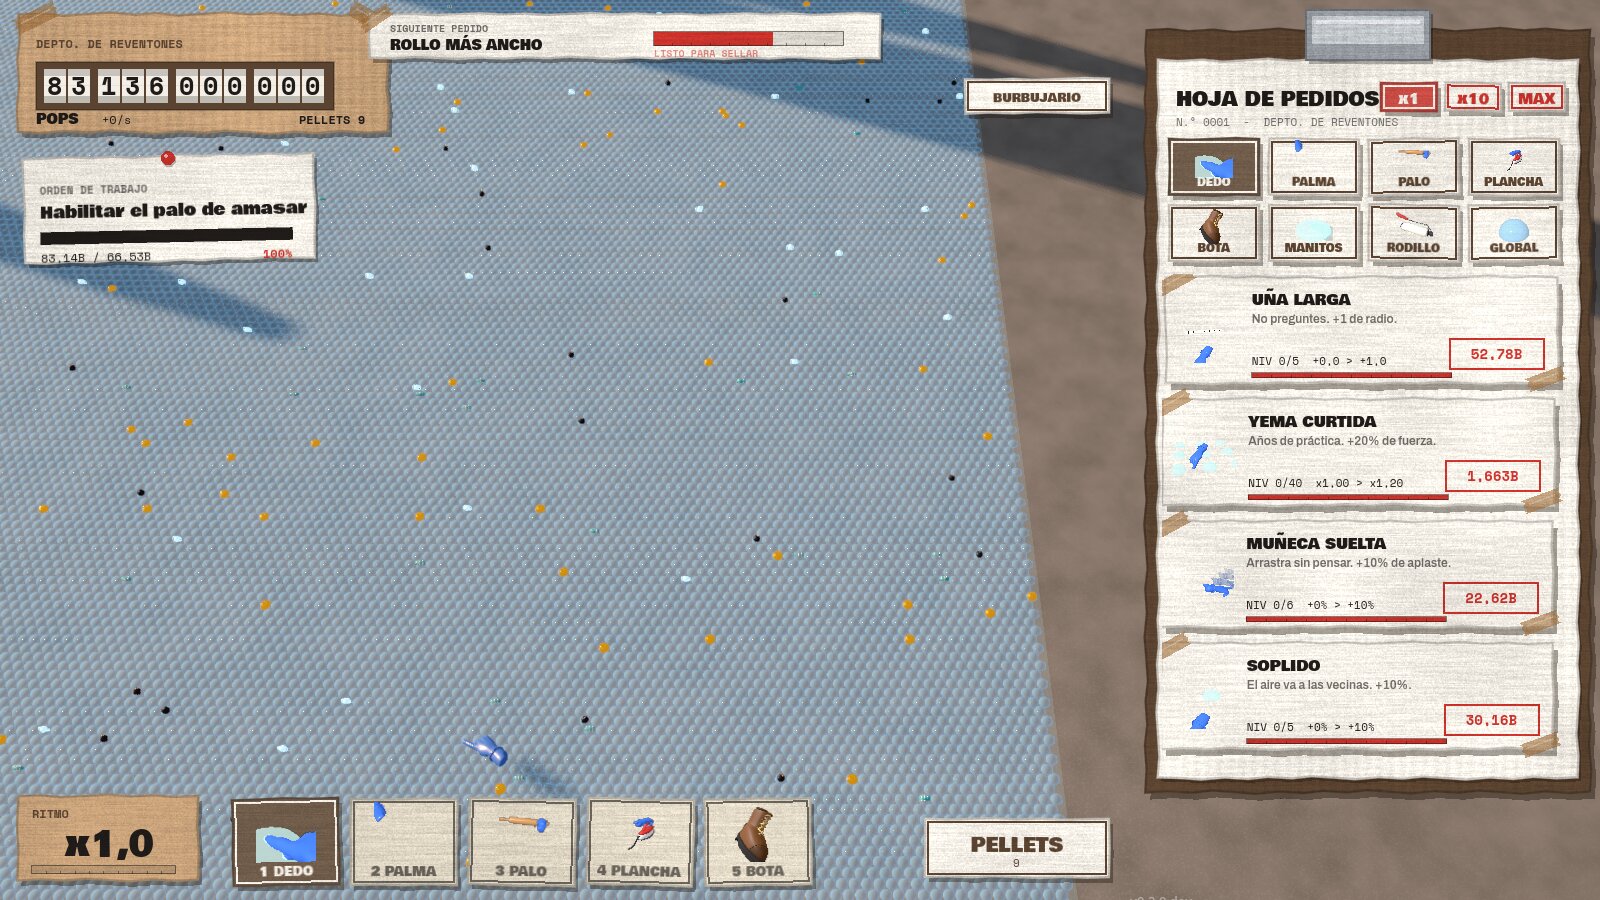 DEPTO. DE REVENTONES
83 136 000 000
POPS +0/s PELLETS 9
SIGUIENTE PEDIDO
ROLLO MÁS ANCHO
LISTO PARA SELLAR
BURBUJARIO
ORDEN DE TRABAJO
Habilitar el palo de amasar
83,14B / 66,53B 100%
HOJA DE PEDIDOS x1 x10 MAX
N.° 0001 - DEPTO. DE REVENTONES
DEDO PALMA PALO PLANCHA
BOTA MANITOS RODILLO GLOBAL
UÑA LARGA
No preguntes. +1 de radio.
NIV 0/5 +0,0 > +1,0
52,78B
YEMA CURTIDA
Años de práctica. +20% de fuerza.
NIV 0/40 x1,00 > x1,20
1,663B
MUÑECA SUELTA
Arrastra sin pensar. +10% de aplaste.
NIV 0/6 +0% > +10%
22,62B
SOPLIDO
El aire va a las vecinas. +10%.
NIV 0/5 +0% > +10%
30,16B
RITMO
x1,0
1 DEDO 2 PALMA 3 PALO 4 PLANCHA 5 BOTA
PELLETS
9